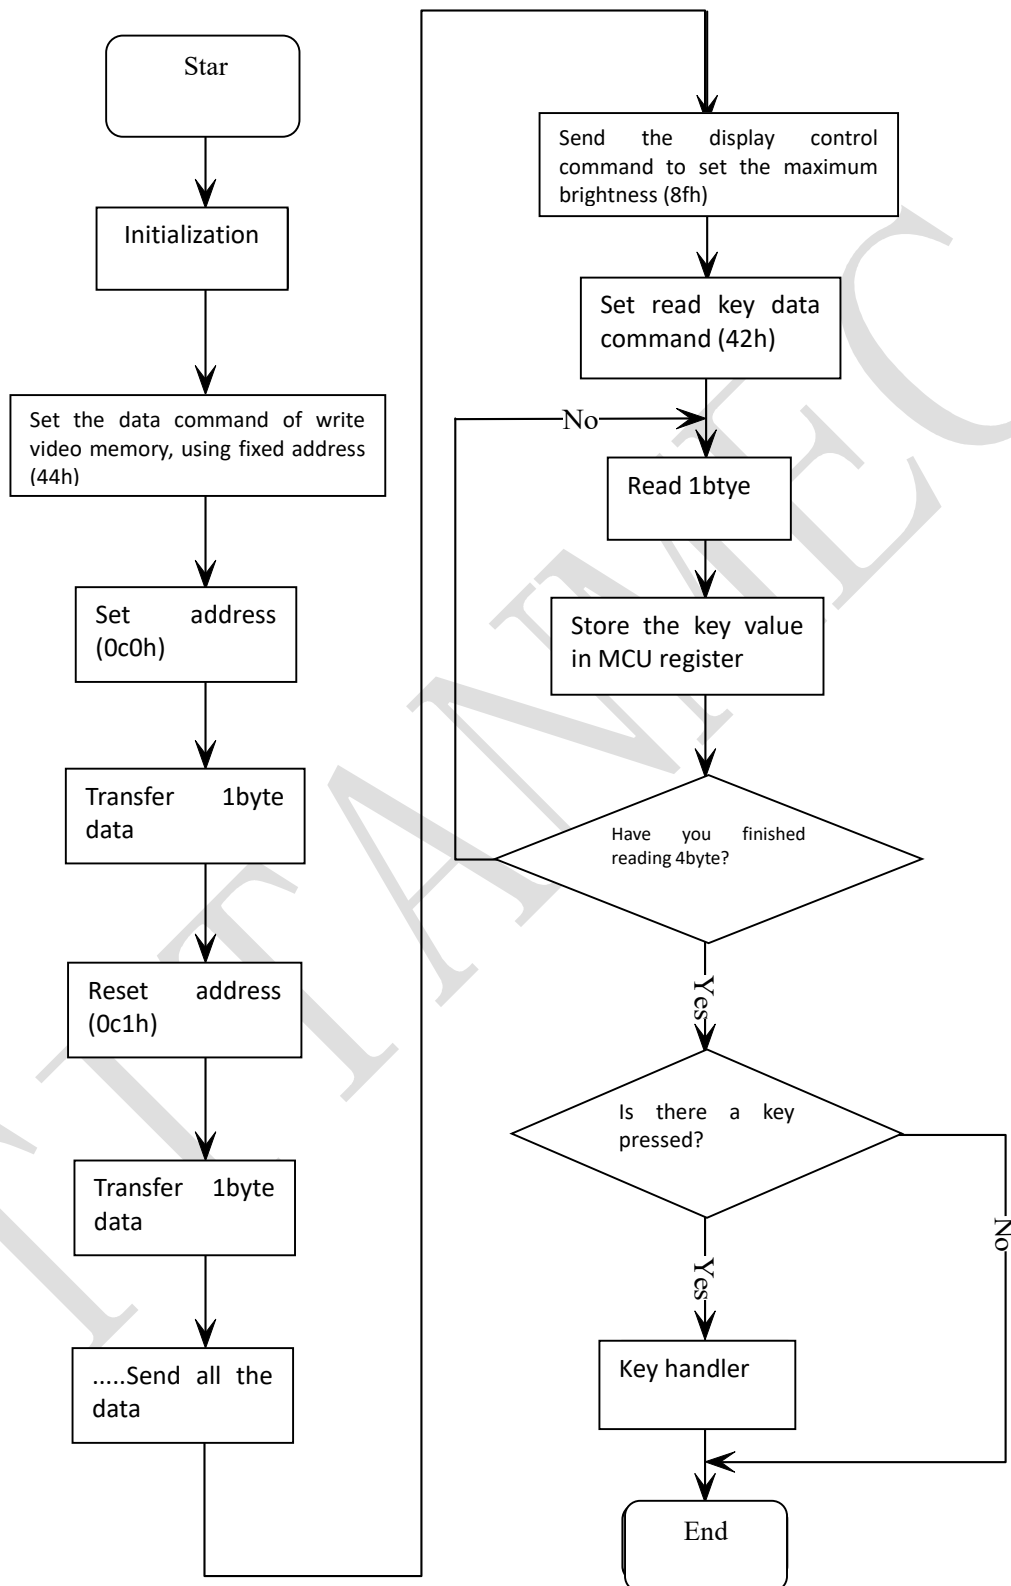 Star
Initialization
Set the data command of write
video memory, using fixed address
(44h)
Set address
(0c0h)
Transfer 1byte
data
Reset address
(0c1h)
Transfer 1byte
data
.....Send all the
data
Send the display control
command to set the maximum
brightness (8fh)
Set read key data
command (42h)
No
Read 1btye
Store the key value
in MCU register
Have you finished
reading 4byte?
Yes
Is there a key
pressed?
No
Yes
Key handler
End
TITANMEC